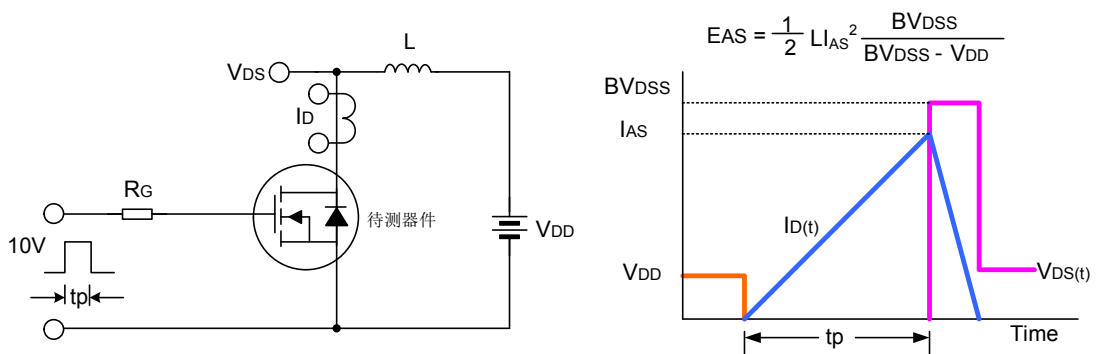 VDS
L
ID
RG
待测器件
10V
VDD
tp
EAS = 1/2 LIAS² BVDSS/(BVDSS - VDD)
BVDSS
IAS
ID(t)
VDD
VDS(t)
tp
Time